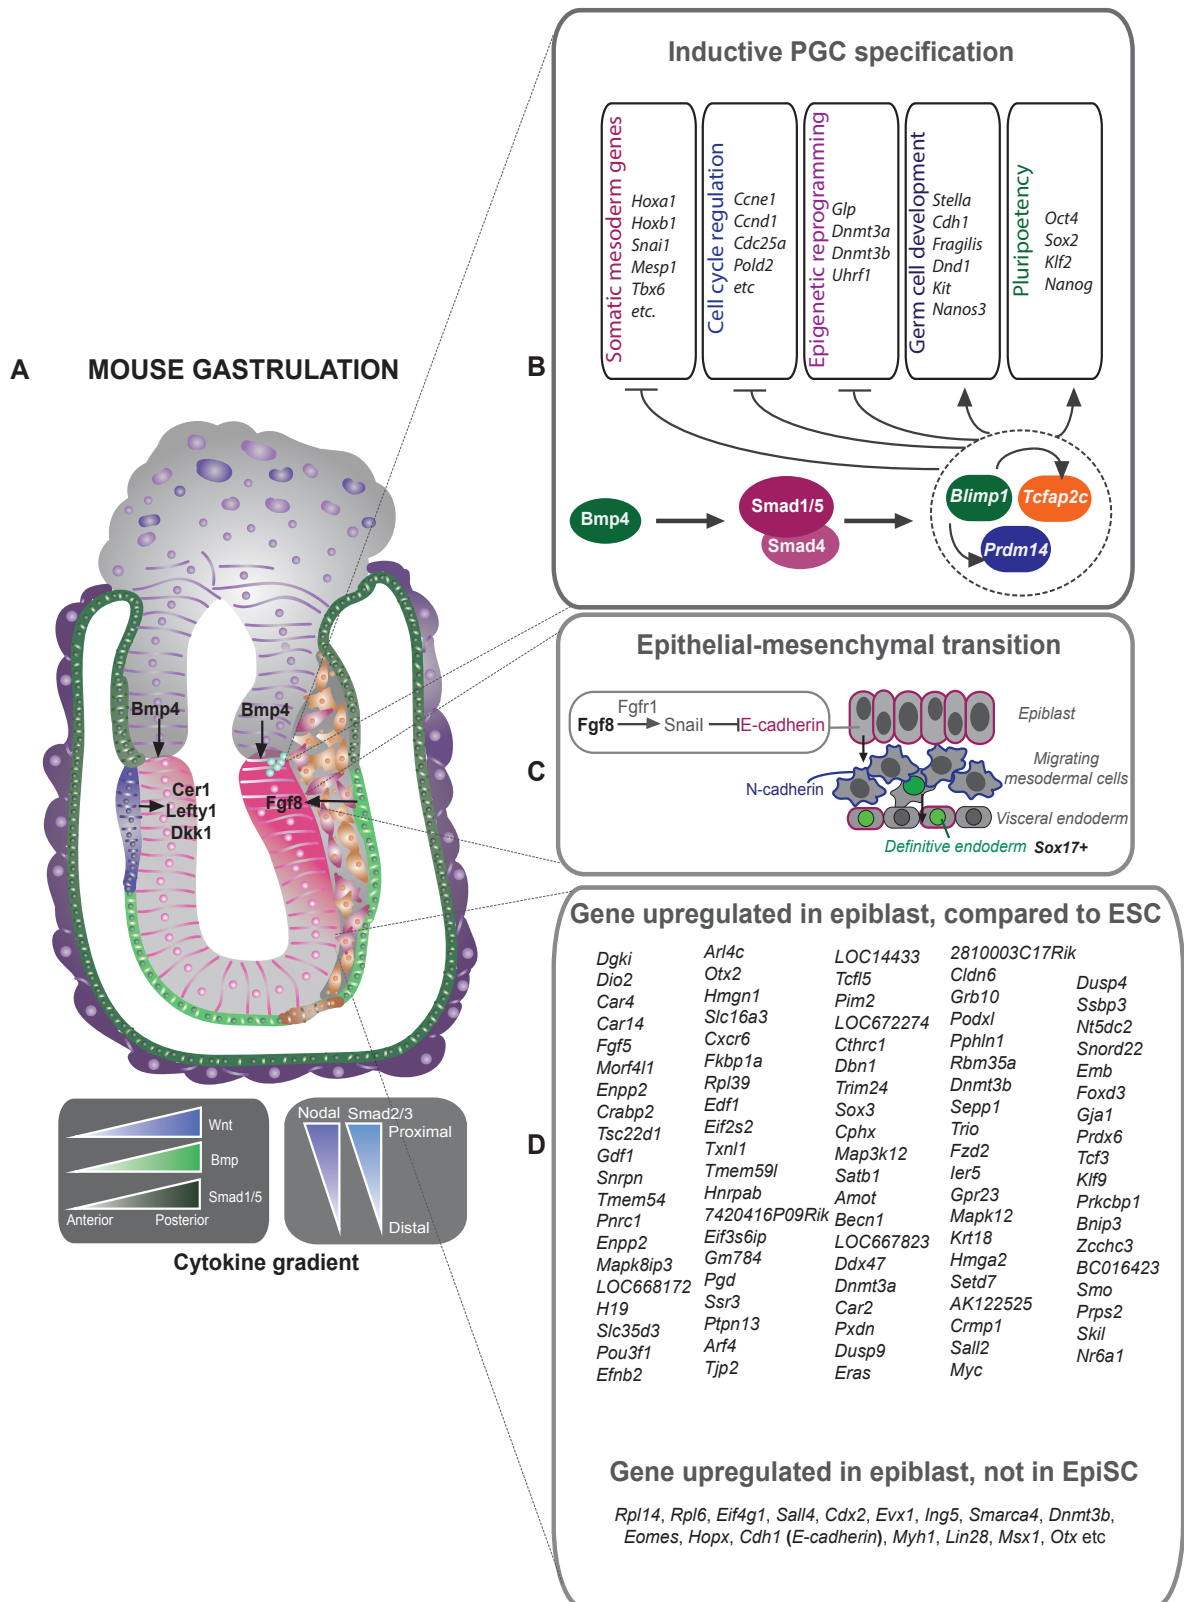 A
MOUSE GASTRULATION
Bmp4
Bmp4
Cer1
Lefty1
Dkk1
Fgf8
Wnt
Bmp
Smad1/5
Anterior
Posterior
Nodal
Smad2/3
Proximal
Distal
Cytokine gradient
B
Inductive PGC specification
Somatic mesoderm genes
Hoxa1
Hoxb1
Snai1
Mesp1
Tbx6
etc.
Cell cycle regulation
Ccne1
Ccnd1
Cdc25a
Pold2
etc
Epigenetic reprogramming
Glp
Dnmt3a
Dnmt3b
Uhrf1
Germ cell development
Stella
Cdh1
Fragilis
Dnd1
Kit
Nanos3
Pluripoetency
Oct4
Sox2
Klf2
Nanog
Bmp4
Smad1/5
Smad4
Blimp1
Tcfap2c
Prdm14
C
Epithelial-mesenchymal transition
Fgfr1
Fgf8
Snail
E-cadherin
Epiblast
N-cadherin
Migrating
mesodermal cells
Visceral endoderm
Definitive endoderm Sox17+
D
Gene upregulated in epiblast, compared to ESC
Dgki
Dio2
Car4
Car14
Fgf5
Morf4l1
Enpp2
Crabp2
Tsc22d1
Gdf1
Snrpn
Tmem54
Pnrc1
Enpp2
Mapk8ip3
LOC668172
H19
Slc35d3
Pou3f1
Efnb2
Arl4c
Otx2
Hmgn1
Slc16a3
Cxcr6
Fkbp1a
Rpl39
Edf1
Eif2s2
Txnl1
Tmem59l
Hnrpab
7420416P09Rik
Eif3s6ip
Gm784
Pgd
Ssr3
Ptpn13
Arf4
Tjp2
LOC14433
Tcfl5
Pim2
LOC672274
Cthrc1
Dbn1
Trim24
Sox3
Cphx
Map3k12
Satb1
Amot
Becn1
LOC667823
Ddx47
Dnmt3a
Car2
Pxdn
Dusp9
Eras
2810003C17Rik
Cldn6
Grb10
Podxl
Pphln1
Rbm35a
Dnmt3b
Sepp1
Trio
Fzd2
Ier5
Gpr23
Mapk12
Krt18
Hmga2
Setd7
AK122525
Crmp1
Sall2
Myc
Dusp4
Ssbp3
Nt5dc2
Snord22
Emb
Foxd3
Gja1
Prdx6
Tcf3
Klf9
Prkcbp1
Bnip3
Zcchc3
BC016423
Smo
Prps2
Skil
Nr6a1
Gene upregulated in epiblast, not in EpiSC
Rpl14, Rpl6, Eif4g1, Sall4, Cdx2, Evx1, Ing5, Smarca4, Dnmt3b,
Eomes, Hopx, Cdh1 (E-cadherin), Myh1, Lin28, Msx1, Otx etc